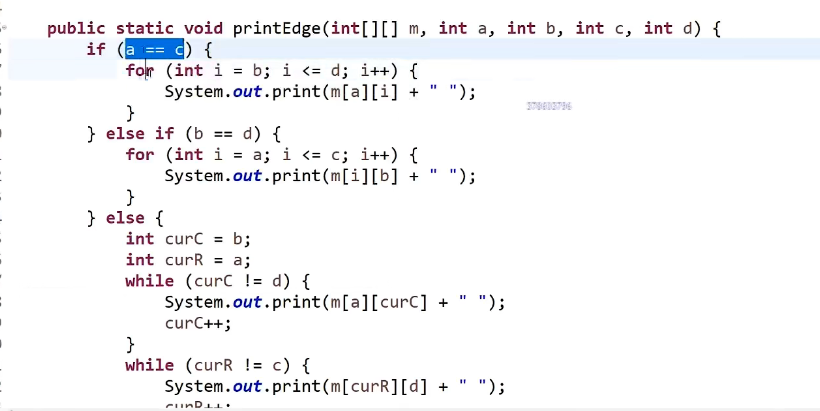 public static void printEdge(int[][] m, int a, int b, int c, int d) {
if (a == c) {
for (int i = b; i <= d; i++) {
System.out.print(m[a][i] + " ");
}
} else if (b == d) {
for (int i = a; i <= c; i++) {
System.out.print(m[i][b] + " ");
}
} else {
int curC = b;
int curR = a;
while (curC != d) {
System.out.print(m[a][curC] + " ");
curC++;
}
while (curR != c) {
System.out.print(m[curR][d] + " ");
curR++;